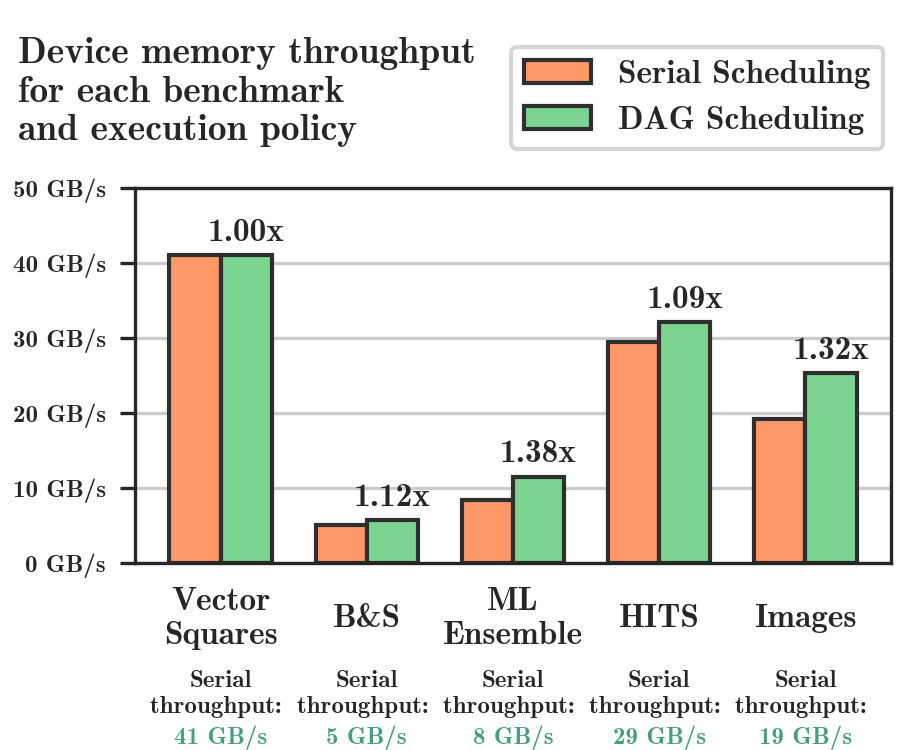 Device memory throughput
for each benchmark
and execution policy
Serial Scheduling
DAG Scheduling
50 GB/s
40 GB/s
30 GB/s
20 GB/s
10 GB/s
0 GB/s
1.00x
1.12x
1.38x
1.09x
1.32x
Vector
Squares
B&S
ML
Ensemble
HITS
Images
Serial
throughput:
41 GB/s
Serial
throughput:
5 GB/s
Serial
throughput:
8 GB/s
Serial
throughput:
29 GB/s
Serial
throughput:
19 GB/s